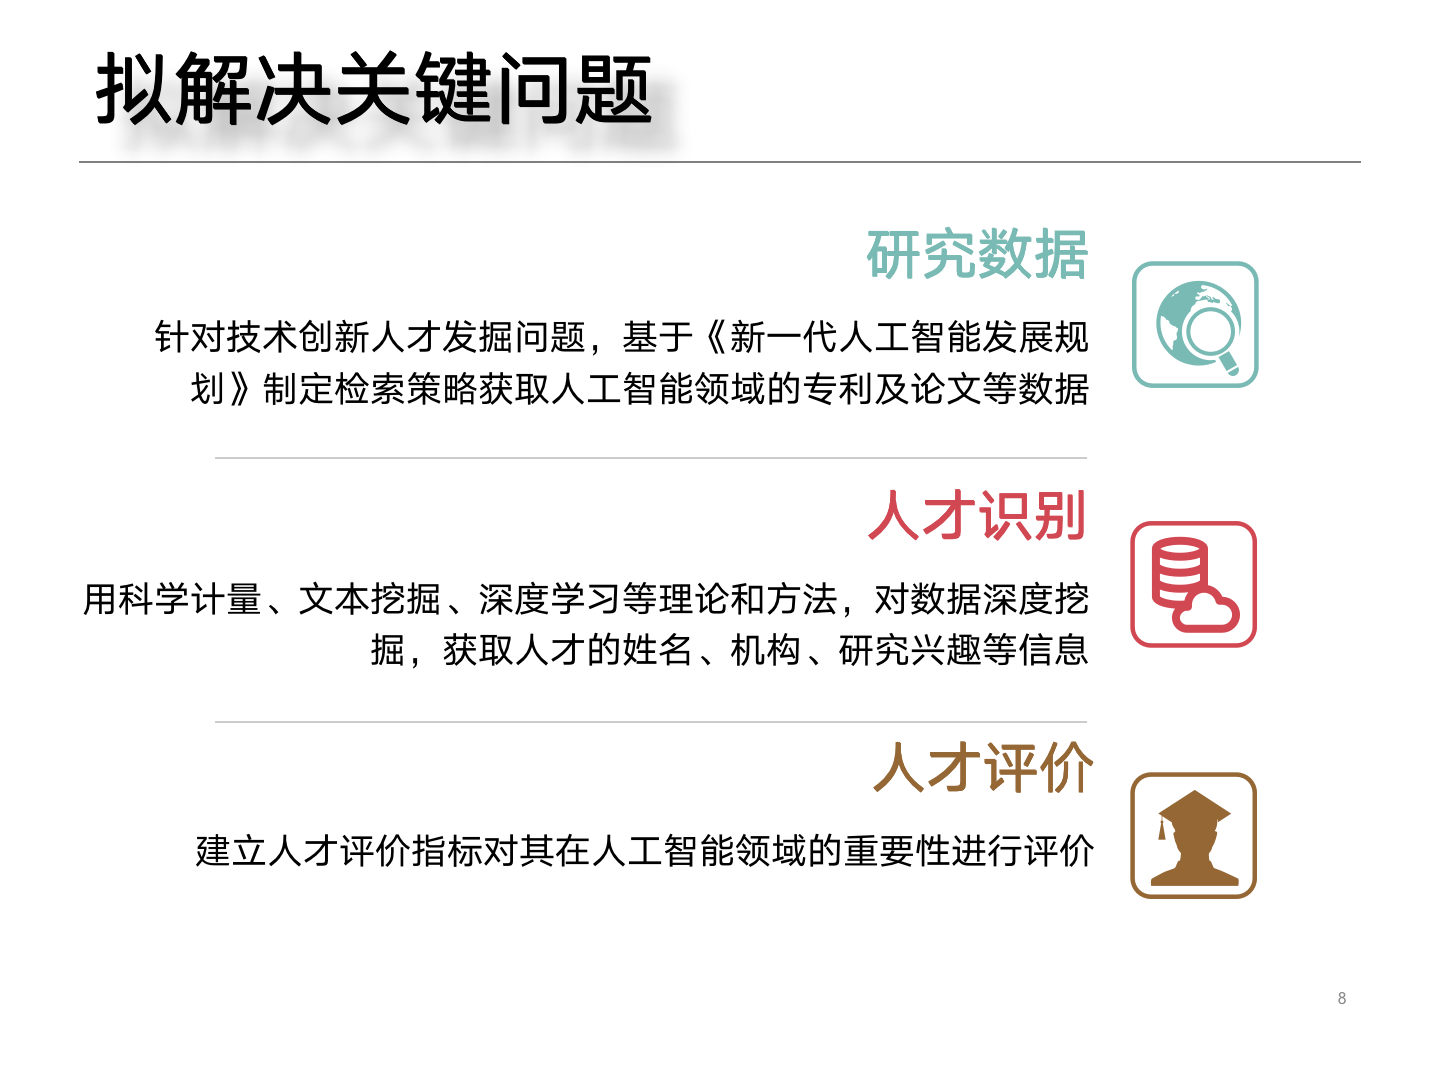 拟解决关键问题
研究数据
针对技术创新人才发掘问题，基于《新一代人工智能发展规
划》制定检索策略获取人工智能领域的专利及论文等数据
人才识别
用科学计量、文本挖掘、深度学习等理论和方法，对数据深度挖
掘，获取人才的姓名、机构、研究兴趣等信息
人才评价
建立人才评价指标对其在人工智能领域的重要性进行评价
8